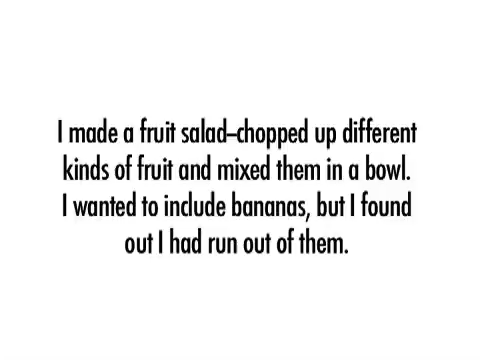 I made a fruit salad–chopped up different
kinds of fruit and mixed them in a bowl.
I wanted to include bananas, but I found
out I had run out of them.